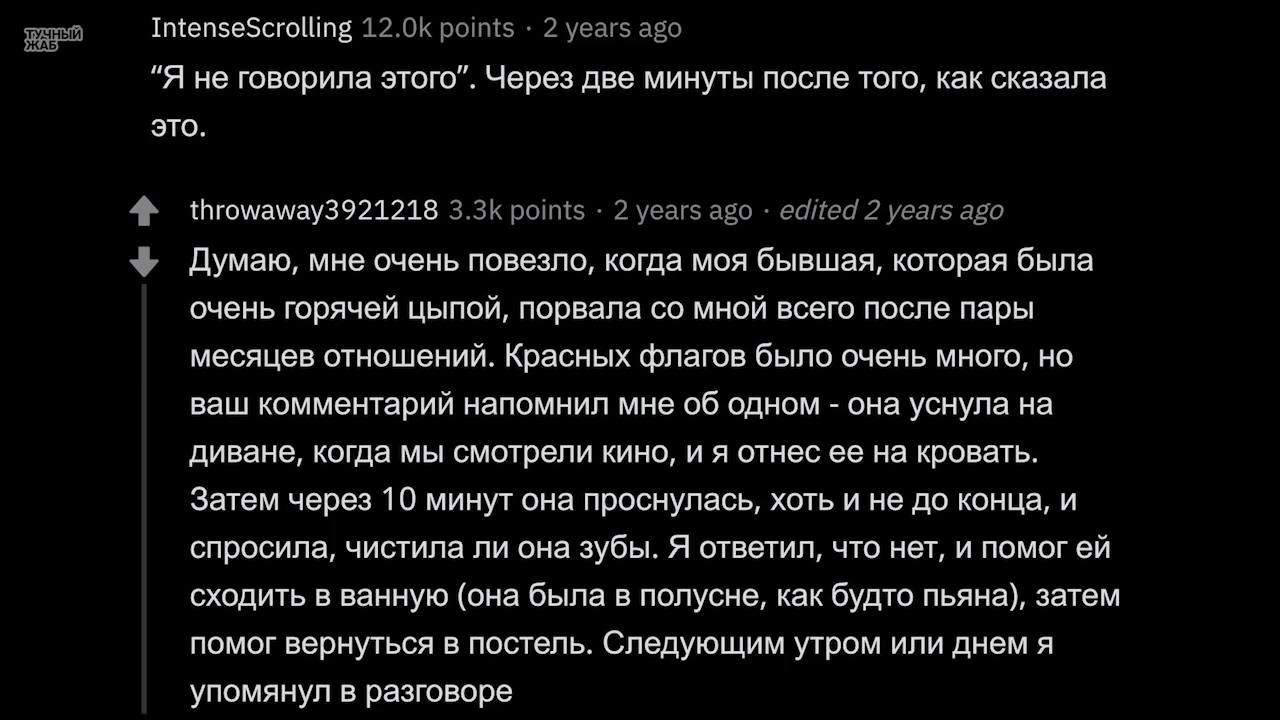 ТУЧНЫЙ
ЖАБ
IntenseScrolling 12.0k points · 2 years ago
“Я не говорила этого”. Через две минуты после того, как сказала
это.
throwaway3921218 3.3k points · 2 years ago · edited 2 years ago
Думаю, мне очень повезло, когда моя бывшая, которая была
очень горячей цыпой, порвала со мной всего после пары
месяцев отношений. Красных флагов было очень много, но
ваш комментарий напомнил мне об одном - она уснула на
диване, когда мы смотрели кино, и я отнес ее на кровать.
Затем через 10 минут она проснулась, хоть и не до конца, и
спросила, чистила ли она зубы. Я ответил, что нет, и помог ей
сходить в ванную (она была в полусне, как будто пьяна), затем
помог вернуться в постель. Следующим утром или днем я
упомянул в разговоре